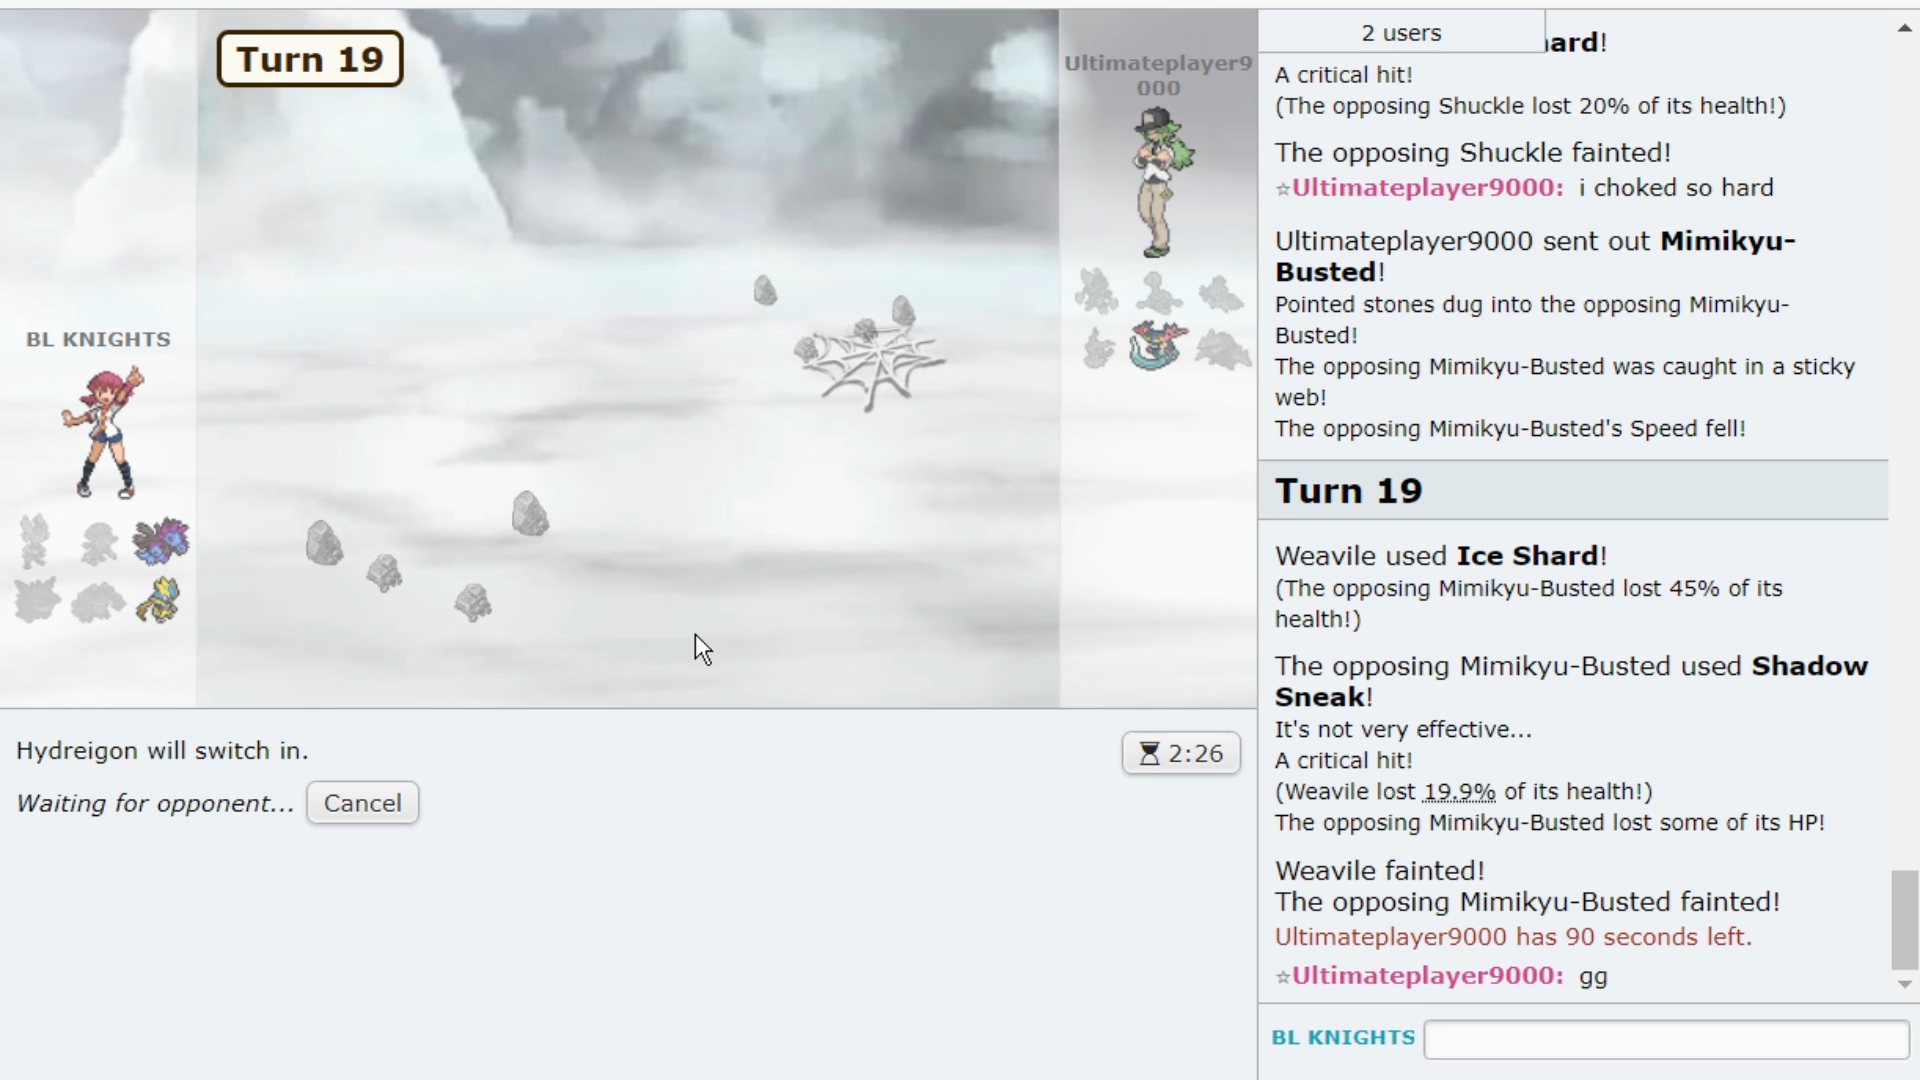 Turn 19
Ultimateplayer9
000
BL KNIGHTS
Hydreigon will switch in.
2:26
Waiting for opponent...
Cancel
2 users
ard!
A critical hit!
(The opposing Shuckle lost 20% of its health!)
The opposing Shuckle fainted!
☆Ultimateplayer9000: i choked so hard
Ultimateplayer9000 sent out Mimikyu-
Busted!
Pointed stones dug into the opposing Mimikyu-
Busted!
The opposing Mimikyu-Busted was caught in a sticky
web!
The opposing Mimikyu-Busted's Speed fell!
Turn 19
Weavile used Ice Shard!
(The opposing Mimikyu-Busted lost 45% of its
health!)
The opposing Mimikyu-Busted used Shadow
Sneak!
It's not very effective...
A critical hit!
(Weavile lost 19.9% of its health!)
The opposing Mimikyu-Busted lost some of its HP!
Weavile fainted!
The opposing Mimikyu-Busted fainted!
Ultimateplayer9000 has 90 seconds left.
☆Ultimateplayer9000: gg
BL KNIGHTS